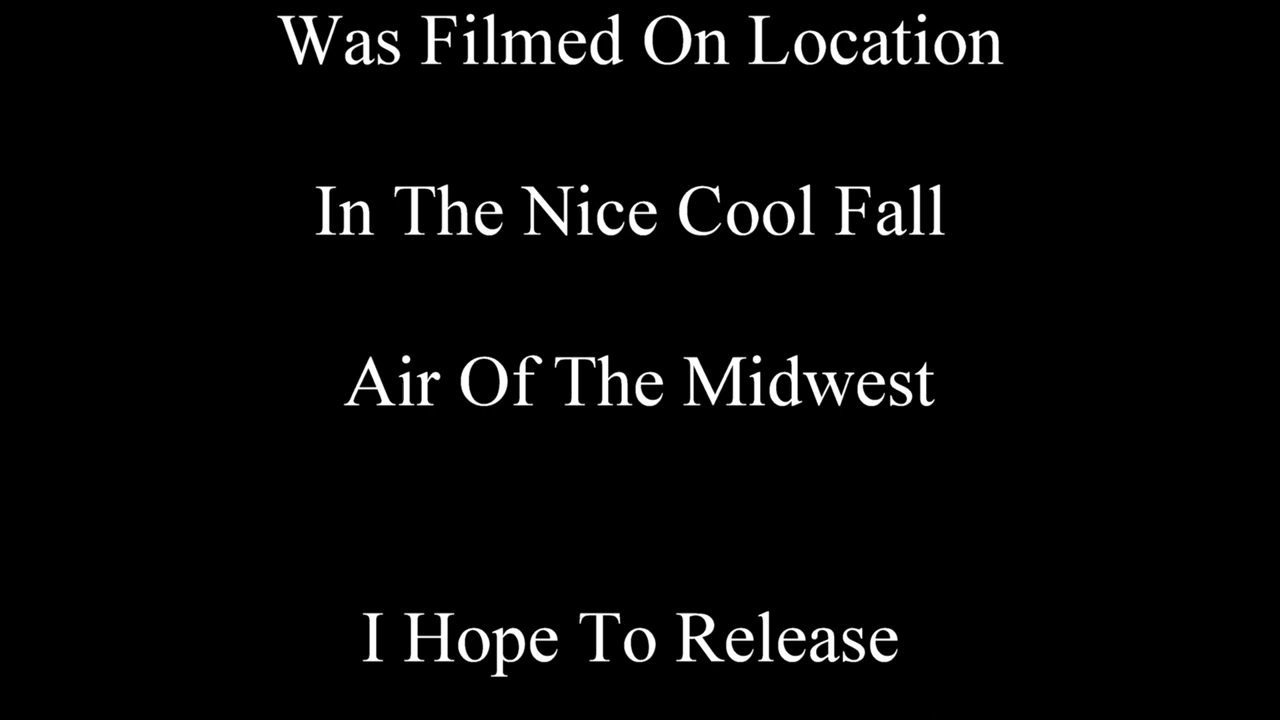 Was Filmed On Location
In The Nice Cool Fall
Air Of The Midwest
I Hope To Release